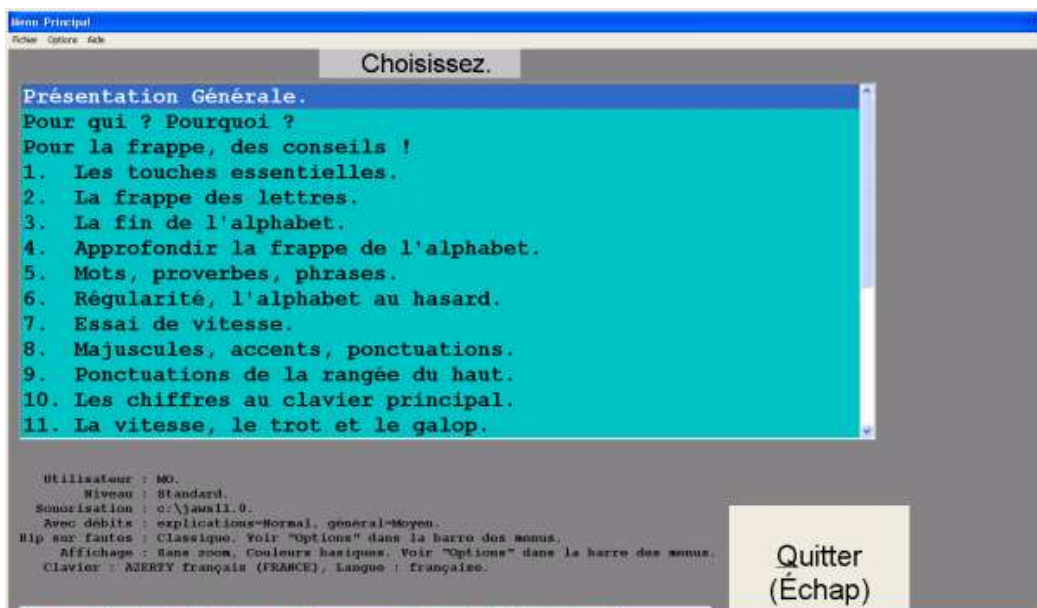 Menu Principal
Fichier Options Aide
Choisissez.
Présentation Générale.
Pour qui ? Pourquoi ?
Pour la frappe, des conseils !
1. Les touches essentielles.
2. La frappe des lettres.
3. La fin de l'alphabet.
4. Approfondir la frappe de l'alphabet.
5. Mots, proverbes, phrases.
6. Régularité, l'alphabet au hasard.
7. Essai de vitesse.
8. Majuscules, accents, ponctuations.
9. Ponctuations de la rangée du haut.
10. Les chiffres au clavier principal.
11. La vitesse, le trot et le galop.
Utilisateur : MO.
Niveau : Standard.
Sonorisation : c:\jaws11.0.
Avec débits : explications=Normal, général=Moyen.
Bip sur fautes : Classique. Voir "Options" dans la barre des menus.
Affichage : Sans zoom, Couleurs basiques. Voir "Options" dans la barre des menus.
Clavier : AZERTY français (FRANCE), Langue : française.
Quitter
(Échap)